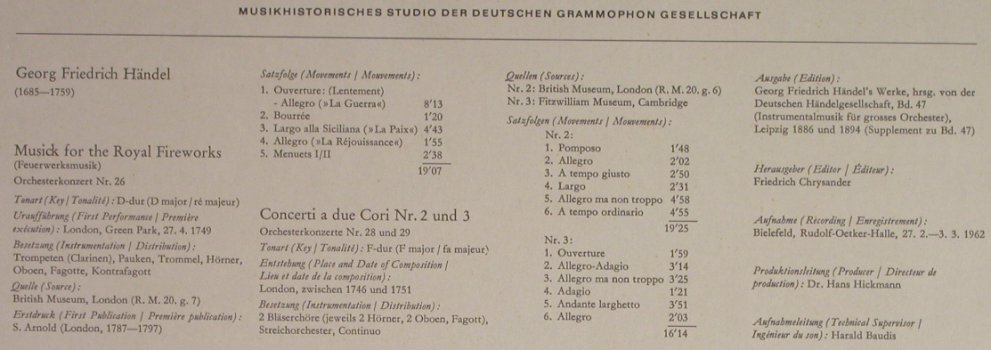 MUSIKHISTORISCHES STUDIO DER DEUTSCHEN GRAMMOPHON GESELLSCHAFT
Georg Friedrich Händel
(1685—1759)
Musick for the Royal Fireworks
(Feuerwerksmusik)
Orchesterkonzert Nr. 26
Tonart (Key / Tonalité): D-dur (D major / ré majeur)
Uraufführung (First Performance / Première
exécution): London, Green Park, 27. 4. 1749
Besetzung (Instrumentation / Distribution):
Trompeten (Clarinen), Pauken, Trommel, Hörner,
Oboen, Fagotte, Kontrafagott
Quelle (Source):
British Museum, London (R. M. 20. g. 7)
Erstdruck (First Publication / Première publication):
S. Arnold (London, 1787—1797)
Satzfolge (Movements / Mouvements):
1. Ouverture: (Lentement)
- Allegro (»La Guerra«) 8'13
2. Bourrée 1'20
3. Largo alla Siciliana (»La Paix«) 4'43
4. Allegro (»La Réjouissance«) 1'55
5. Menuets I/II 2'38
19'07
Concerti a due Cori Nr. 2 und 3
Orchesterkonzerte Nr. 28 und 29
Tonart (Key / Tonalité): F-dur (F major / fa majeur)
Entstehung (Place and Date of Composition /
Lieu et date de la composition):
London, zwischen 1746 und 1751
Besetzung (Instrumentation / Distribution):
2 Bläserchöre (jeweils 2 Hörner, 2 Oboen, Fagott),
Streichorchester, Continuo
Quellen (Sources):
Nr. 2: British Museum, London (R. M. 20. g. 6)
Nr. 3: Fitzwilliam Museum, Cambridge
Satzfolgen (Movements / Mouvements):
Nr. 2:
1. Pomposo 1'48
2. Allegro 2'02
3. A tempo giusto 2'50
4. Largo 2'31
5. Allegro ma non troppo 4'58
6. A tempo ordinario 4'55
19'25
Nr. 3:
1. Ouverture 1'59
2. Allegro-Adagio 3'14
3. Allegro ma non troppo 3'25
4. Adagio 1'21
5. Andante larghetto 3'51
6. Allegro 2'03
16'14
Ausgabe (Edition):
Georg Friedrich Händel's Werke, hrsg. von der
Deutschen Händelgesellschaft, Bd. 47
(Instrumentalmusik für grosses Orchester),
Leipzig 1886 und 1894 (Supplement zu Bd. 47)
Herausgeber (Editor / Éditeur):
Friedrich Chrysander
Aufnahme (Recording / Enregistrement):
Bielefeld, Rudolf-Oetker-Halle, 27. 2.—3. 3. 1962
Produktionsleitung (Producer / Directeur de
production): Dr. Hans Hickmann
Aufnahmeleitung (Technical Supervisor /
Ingénieur du son): Harald Baudis